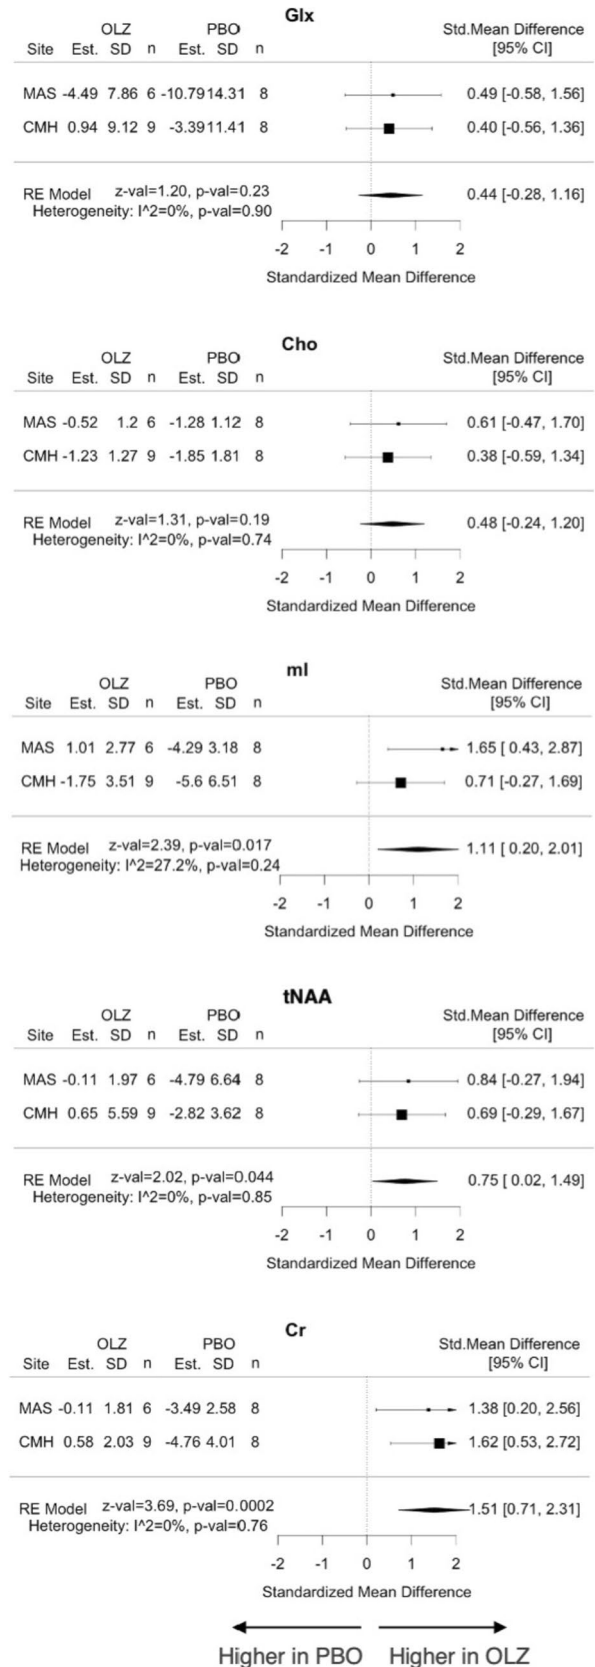 Glx
OLZ PBO Std.Mean Difference
Site Est. SD n Est. SD n [95% CI]
MAS -4.49 7.86 6 -10.79 14.31 8 0.49 [-0.58, 1.56]
CMH 0.94 9.12 9 -3.39 11.41 8 0.40 [-0.56, 1.36]
RE Model z-val=1.20, p-val=0.23 0.44 [-0.28, 1.16]
Heterogeneity: I^2=0%, p-val=0.90
-2 -1 0 1 2
Standardized Mean Difference
Cho
OLZ PBO Std.Mean Difference
Site Est. SD n Est. SD n [95% CI]
MAS -0.52 1.2 6 -1.28 1.12 8 0.61 [-0.47, 1.70]
CMH -1.23 1.27 9 -1.85 1.81 8 0.38 [-0.59, 1.34]
RE Model z-val=1.31, p-val=0.19 0.48 [-0.24, 1.20]
Heterogeneity: I^2=0%, p-val=0.74
-2 -1 0 1 2
Standardized Mean Difference
mI
OLZ PBO Std.Mean Difference
Site Est. SD n Est. SD n [95% CI]
MAS 1.01 2.77 6 -4.29 3.18 8 1.65 [ 0.43, 2.87]
CMH -1.75 3.51 9 -5.6 6.51 8 0.71 [-0.27, 1.69]
RE Model z-val=2.39, p-val=0.017 1.11 [ 0.20, 2.01]
Heterogeneity: I^2=27.2%, p-val=0.24
-2 -1 0 1 2
Standardized Mean Difference
tNAA
OLZ PBO Std.Mean Difference
Site Est. SD n Est. SD n [95% CI]
MAS -0.11 1.97 6 -4.79 6.64 8 0.84 [-0.27, 1.94]
CMH 0.65 5.59 9 -2.82 3.62 8 0.69 [-0.29, 1.67]
RE Model z-val=2.02, p-val=0.044 0.75 [ 0.02, 1.49]
Heterogeneity: I^2=0%, p-val=0.85
-2 -1 0 1 2
Standardized Mean Difference
Cr
OLZ PBO Std.Mean Difference
Site Est. SD n Est. SD n [95% CI]
MAS -0.11 1.81 6 -3.49 2.58 8 1.38 [0.20, 2.56]
CMH 0.58 2.03 9 -4.76 4.01 8 1.62 [0.53, 2.72]
RE Model z-val=3.69, p-val=0.0002 1.51 [0.71, 2.31]
Heterogeneity: I^2=0%, p-val=0.76
-2 -1 0 1 2
Standardized Mean Difference
Higher in PBO Higher in OLZ